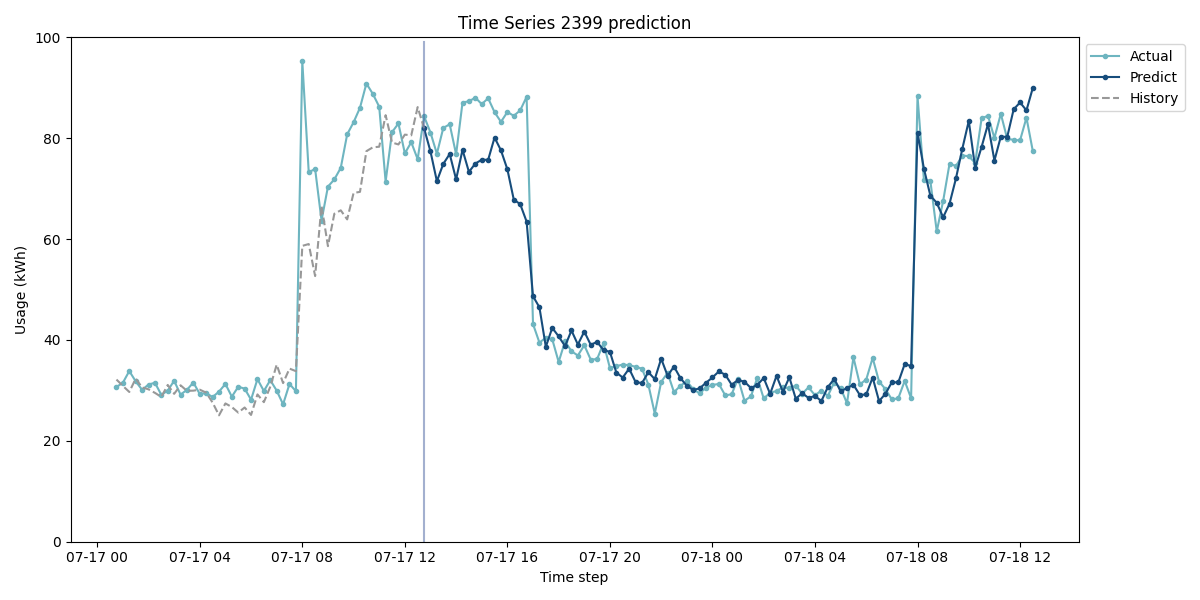 Time Series 2399 prediction
100
80
60
40
20
0
Usage (kWh)
07-17 00
07-17 04
07-17 08
07-17 12
07-17 16
07-17 20
07-18 00
07-18 04
07-18 08
07-18 12
Time step
Actual
Predict
History